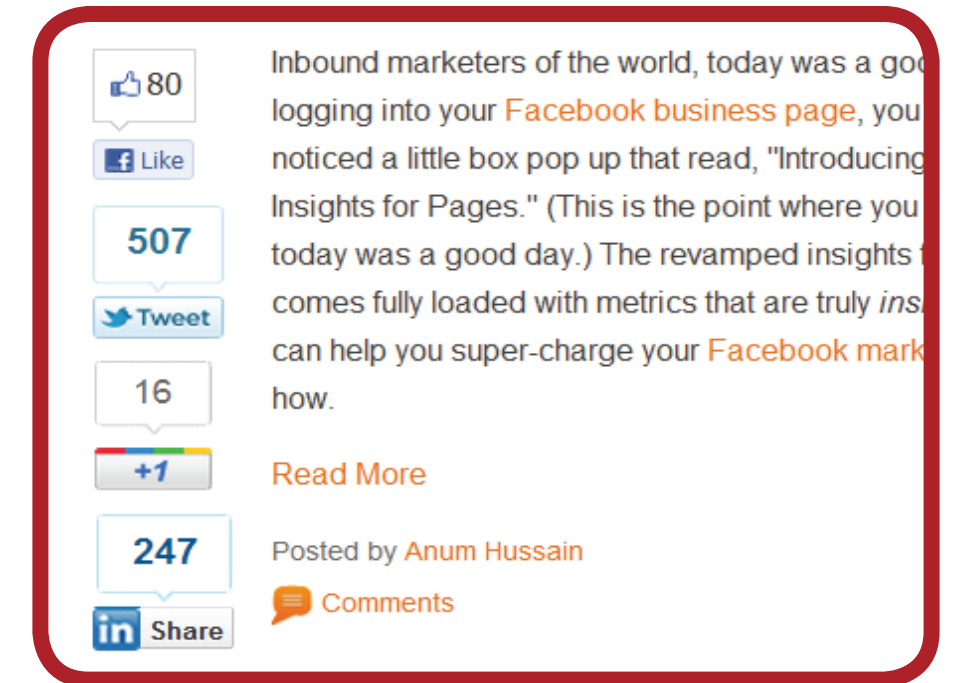 80
Like
507
Tweet
16
+1
247
in Share
Inbound marketers of the world, today was a
logging into your Facebook business page, you
noticed a little box pop up that read, "Introducing
Insights for Pages." (This is the point where you
today was a good day.) The revamped insights
comes fully loaded with metrics that are truly
can help you super-charge your Facebook
how.
Read More
Posted by Anum Hussain
Comments